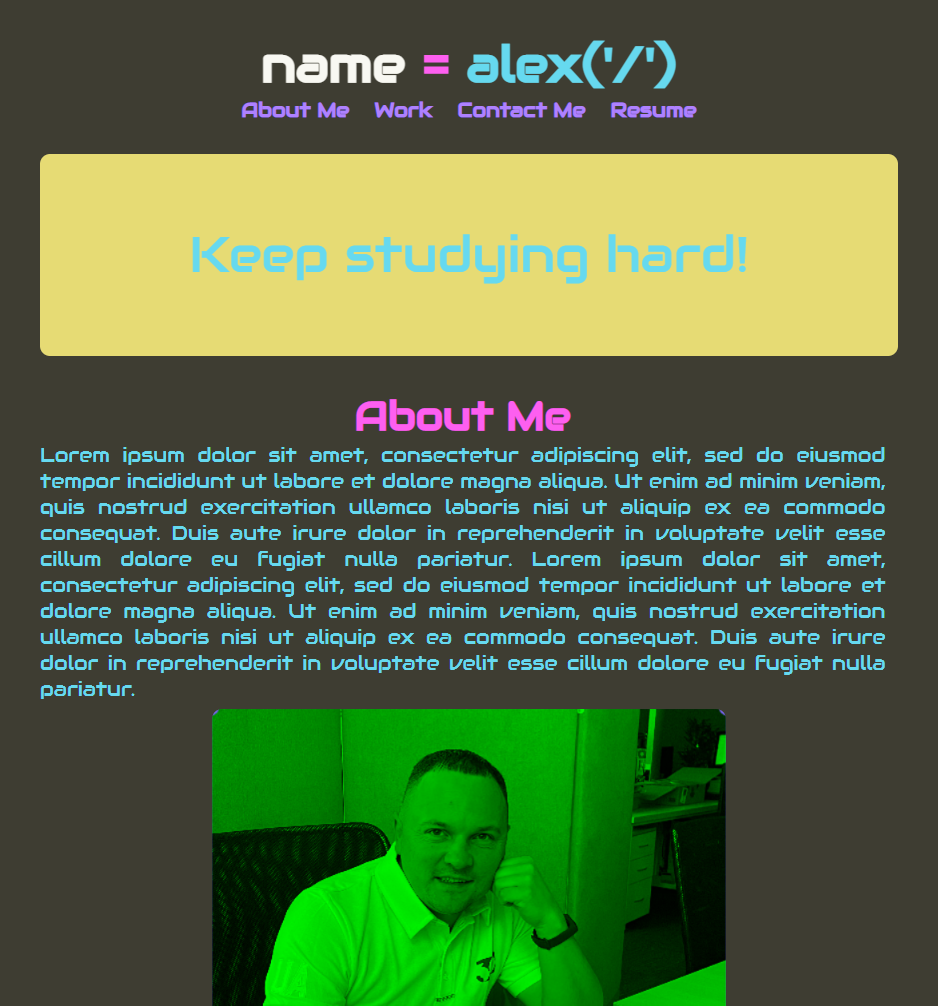 name = alex('/')
About Me Work Contact Me Resume
Keep studying hard!
About Me
Lorem ipsum dolor sit amet, consectetur adipiscing elit, sed do eiusmod
tempor incididunt ut labore et dolore magna aliqua. Ut enim ad minim veniam,
quis nostrud exercitation ullamco laboris nisi ut aliquip ex ea commodo
consequat. Duis aute irure dolor in reprehenderit in voluptate velit esse
cillum dolore eu fugiat nulla pariatur. Lorem ipsum dolor sit amet,
consectetur adipiscing elit, sed do eiusmod tempor incididunt ut labore et
dolore magna aliqua. Ut enim ad minim veniam, quis nostrud exercitation
ullamco laboris nisi ut aliquip ex ea commodo consequat. Duis aute irure
dolor in reprehenderit in voluptate velit esse cillum dolore eu fugiat nulla
pariatur.